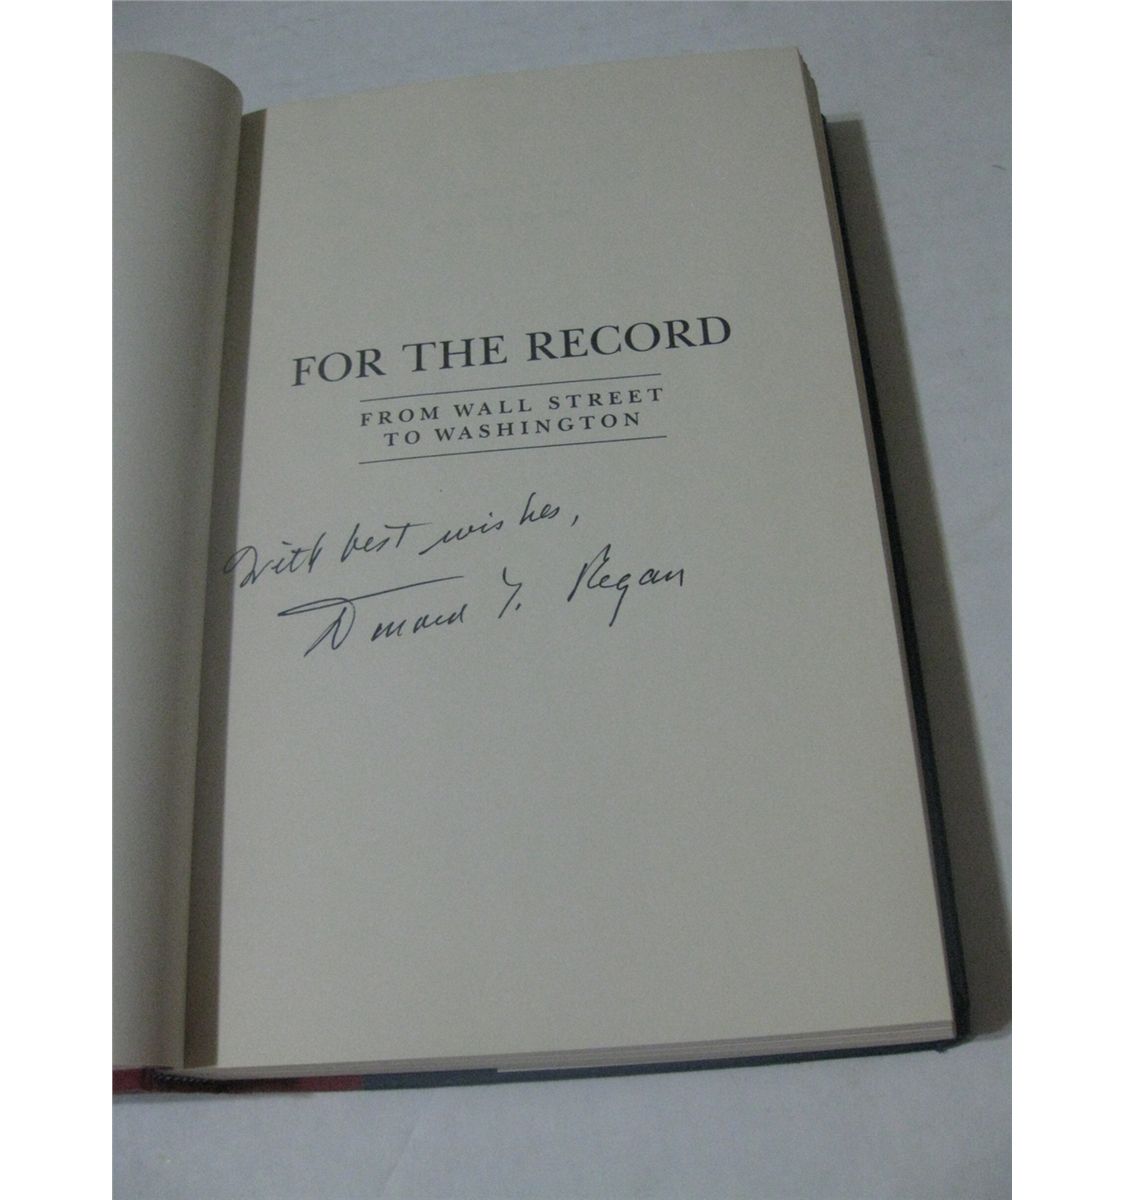 FOR THE RECORD
FROM WALL STREET
TO WASHINGTON
With best wishes,
Donald T. Regan